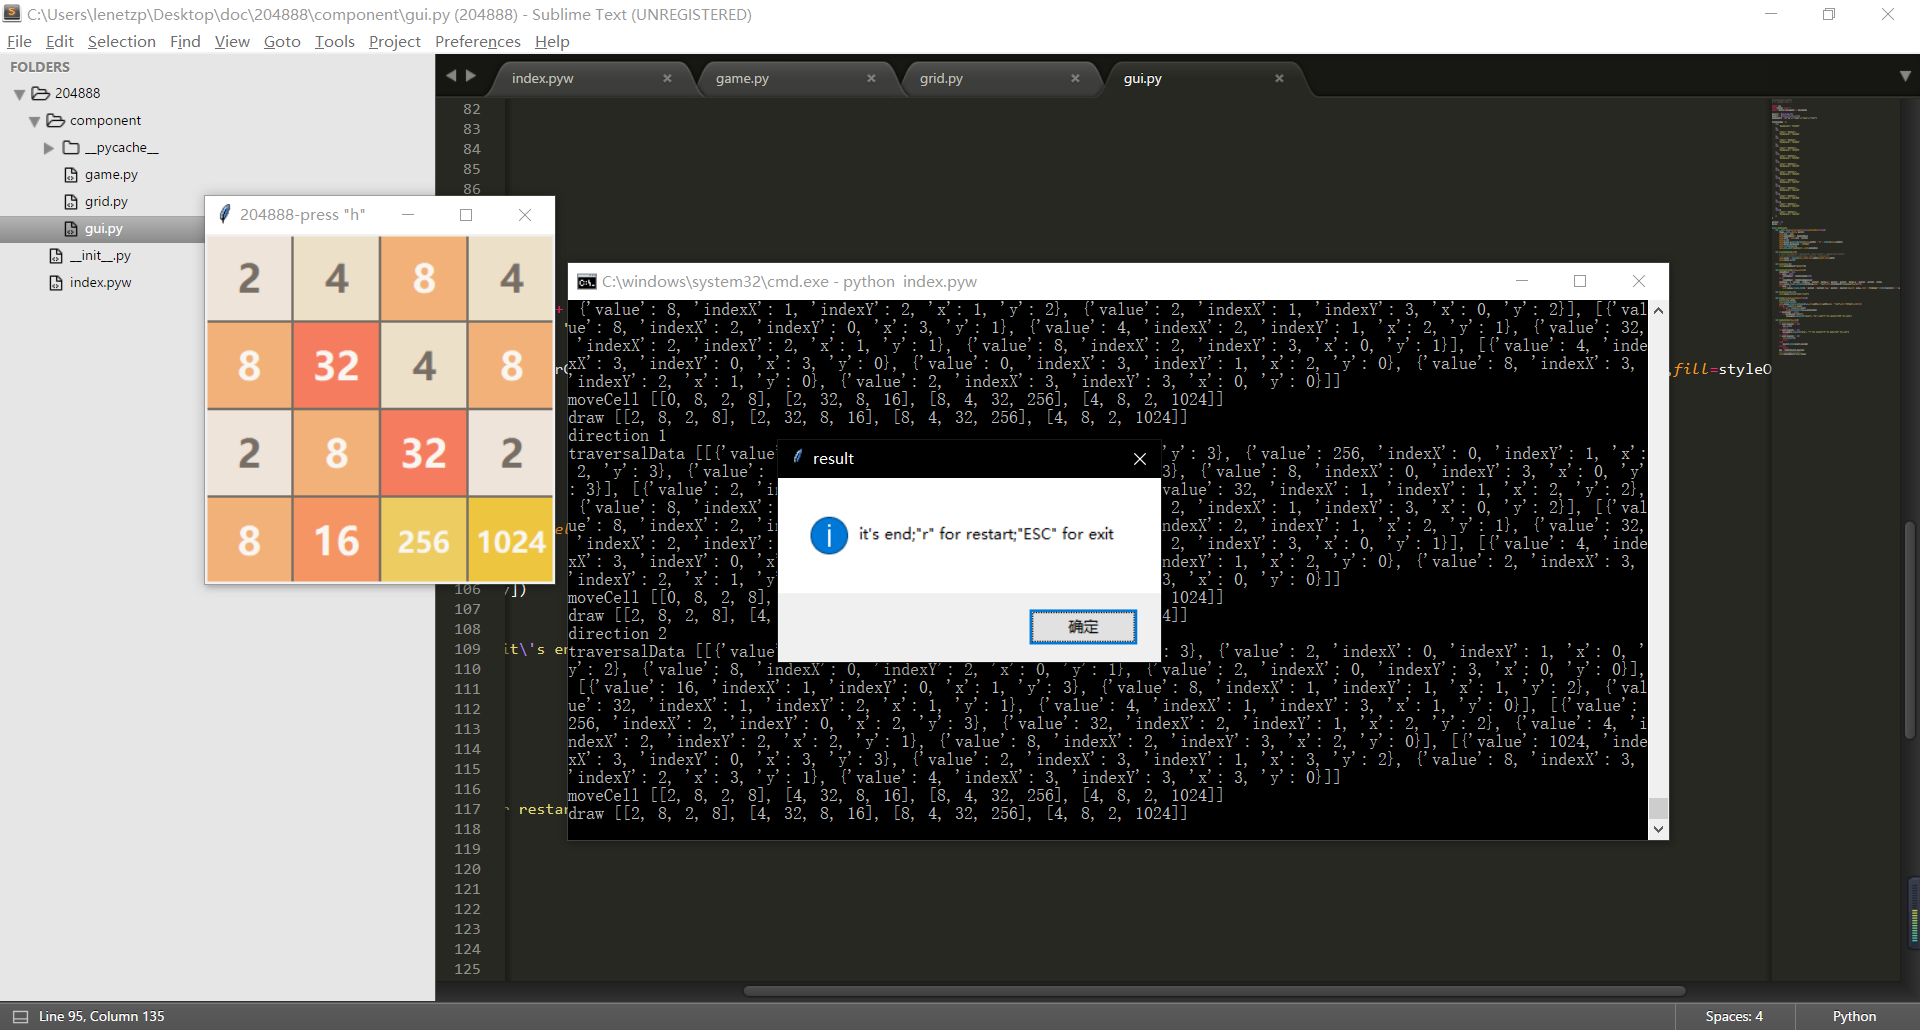 C:\Users\lenetzp\Desktop\doc\204888\component\gui.py (204888) - Sublime Text (UNREGISTERED)
File Edit Selection Find View Goto Tools Project Preferences Help
FOLDERS
204888
component
__pycache__
game.py
grid.py
gui.py
__init__.py
index.pyw
index.pyw game.py grid.py gui.py
82
83
84
85
86
204888-press "h"
2 4 8 4
8 32 4 8
2 8 32 2
8 16 256 1024
C:\windows\system32\cmd.exe - python index.pyw
{'value': 8, 'indexX': 1, 'indexY': 2, 'x': 1, 'y': 2}, {'value': 2, 'indexX': 1, 'indexY': 3, 'x': 0, 'y': 2}], [{'val
ue': 8, 'indexX': 2, 'indexY': 0, 'x': 3, 'y': 1}, {'value': 4, 'indexX': 2, 'indexY': 1, 'x': 2, 'y': 1}, {'value': 32,
'indexX': 2, 'indexY': 2, 'x': 1, 'y': 1}, {'value': 8, 'indexX': 2, 'indexY': 3, 'x': 0, 'y': 1}], [{'value': 4, 'inde
xX': 3, 'indexY': 0, 'x': 3, 'y': 0}, {'value': 0, 'indexX': 3, 'indexY': 1, 'x': 2, 'y': 0}, {'value': 8, 'indexX': 3,
'indexY': 2, 'x': 1, 'y': 0}, {'value': 2, 'indexX': 3, 'indexY': 3, 'x': 0, 'y': 0}]]
moveCell [[0, 8, 2, 8], [2, 32, 8, 16], [8, 4, 32, 256], [4, 8, 2, 1024]]
draw [[2, 8, 2, 8], [2, 32, 8, 16], [8, 4, 32, 256], [4, 8, 2, 1024]]
direction 1
traversalData [[{'value 'y': 3}, {'value': 256, 'indexX': 0, 'indexY': 1, 'x':
2, 'y': 3}, {'value': 3}, {'value': 8, 'indexX': 0, 'indexY': 3, 'x': 0, 'y'
: 3}], [{'value': 2, 'in value': 32, 'indexX': 1, 'indexY': 1, 'x': 2, 'y': 2},
{'value': 8, 'indexX': 2, 'indexX': 1, 'indexY': 3, 'x': 0, 'y': 2}], [{'val
ue': 8, 'indexX': 2, 'in ndexX': 2, 'indexY': 1, 'x': 2, 'y': 1}, {'value': 32,
'indexX': 2, 'indexY': indexX': 2, 'indexY': 3, 'x': 0, 'y': 1}], [{'value': 4, 'inde
xX': 3, 'indexY': 0, 'x ndexY': 1, 'x': 2, 'y': 0}, {'value': 2, 'indexX': 3,
'indexY': 2, 'x': 1, 'y 3, 'x': 0, 'y': 0}]]
moveCell [[0, 8, 2, 8], 1024]]
draw [[2, 8, 2, 8], [4, 4]]
direction 2
traversalData [[{'value : 3}, {'value': 2, 'indexX': 0, 'indexY': 1, 'x': 0, '
y': 2}, {'value': 8, 'indexX': 0, 'indexY': 2, 'x': 0, 'y': 1}, {'value': 2, 'indexX': 0, 'indexY': 3, 'x': 0, 'y': 0}],
[{'value': 16, 'indexX': 1, 'indexY': 0, 'x': 1, 'y': 3}, {'value': 8, 'indexX': 1, 'indexY': 1, 'x': 1, 'y': 2}, {'val
ue': 32, 'indexX': 1, 'indexY': 2, 'x': 1, 'y': 1}, {'value': 4, 'indexX': 1, 'indexY': 3, 'x': 1, 'y': 0}], [{'value':
256, 'indexX': 2, 'indexY': 0, 'x': 2, 'y': 3}, {'value': 32, 'indexX': 2, 'indexY': 1, 'x': 2, 'y': 2}, {'value': 4, 'i
ndexX': 2, 'indexY': 2, 'x': 2, 'y': 1}, {'value': 8, 'indexX': 2, 'indexY': 3, 'x': 2, 'y': 0}], [{'value': 1024, 'inde
xX': 3, 'indexY': 0, 'x': 3, 'y': 3}, {'value': 2, 'indexX': 3, 'indexY': 1, 'x': 3, 'y': 2}, {'value': 8, 'indexX': 3,
'indexY': 2, 'x': 3, 'y': 1}, {'value': 4, 'indexX': 3, 'indexY': 3, 'x': 3, 'y': 0}]]
moveCell [[2, 8, 2, 8], [4, 32, 8, 16], [8, 4, 32, 256], [4, 8, 2, 1024]]
draw [[2, 8, 2, 8], [4, 32, 8, 16], [8, 4, 32, 256], [4, 8, 2, 1024]]
result
it's end;"r" for restart;"ESC" for exit
确定
,fill=styleO
106 ])
107
108
109 it\'s en
110
111
112
113
114
115
116
117 r restar
118
119
120
121
122
123
124
125
Line 95, Column 135 Spaces: 4 Python